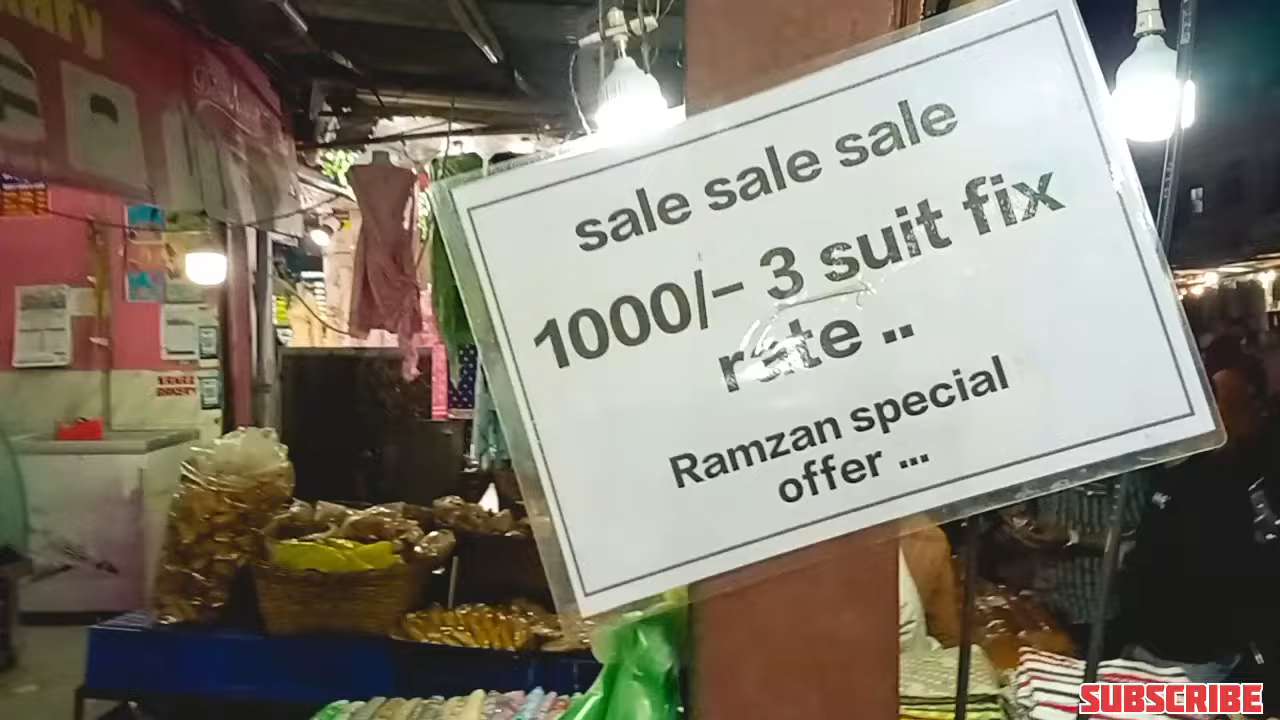 sale sale sale
1000/- 3 suit fix
rate ..
Ramzan special
offer ...
SUBSCRIBE